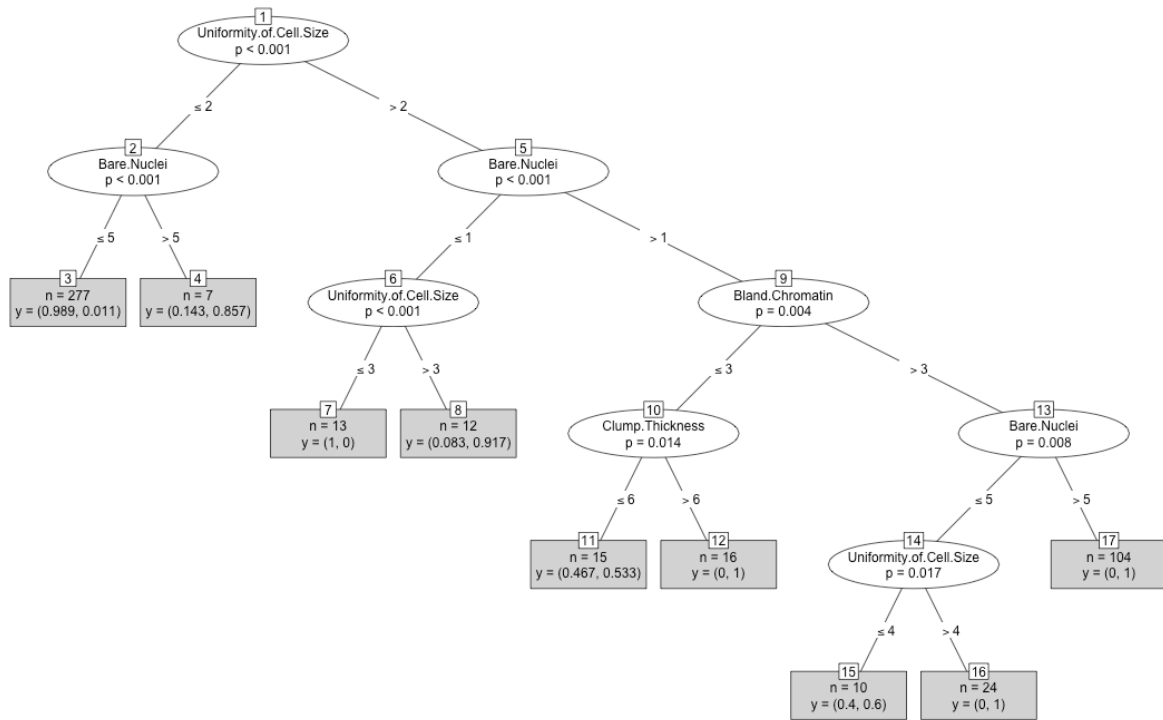 1
Uniformity.of.Cell.Size
p < 0.001
≤ 2
> 2
2
Bare.Nuclei
p < 0.001
5
Bare.Nuclei
p < 0.001
≤ 5
> 5
≤ 1
> 1
3
n = 277
y = (0.989, 0.011)
4
n = 7
y = (0.143, 0.857)
6
Uniformity.of.Cell.Size
p < 0.001
9
Bland.Chromatin
p = 0.004
≤ 3
> 3
≤ 3
> 3
7
n = 13
y = (1, 0)
8
n = 12
y = (0.083, 0.917)
10
Clump.Thickness
p = 0.014
13
Bare.Nuclei
p = 0.008
≤ 6
> 6
≤ 5
> 5
11
n = 15
y = (0.467, 0.533)
12
n = 16
y = (0, 1)
14
Uniformity.of.Cell.Size
p = 0.017
17
n = 104
y = (0, 1)
≤ 4
> 4
15
n = 10
y = (0.4, 0.6)
16
n = 24
y = (0, 1)